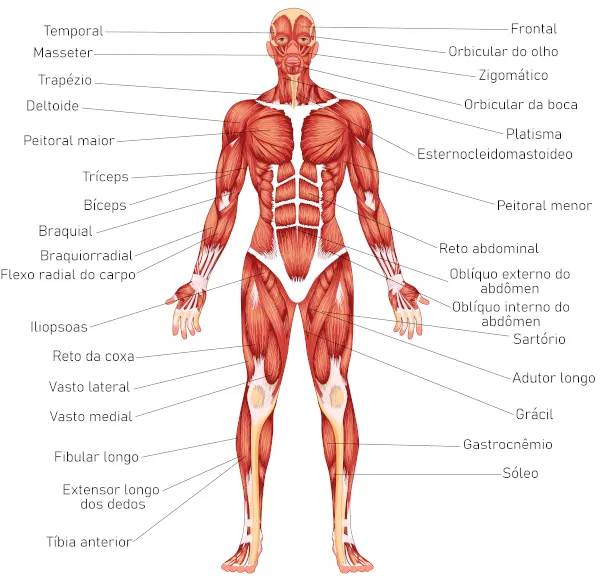 Temporal
Masseter
Trapézio
Deltoide
Peitoral maior
Tríceps
Bíceps
Braquial
Braquiorradial
Flexo radial do carpo
Iliopsoas
Reto da coxa
Vasto lateral
Vasto medial
Fibular longo
Extensor longo
dos dedos
Tíbia anterior
Frontal
Orbicular do olho
Zigomático
Orbicular da boca
Platisma
Esternocleidomastoideo
Peitoral menor
Reto abdominal
Oblíquo externo do
abdômen
Oblíquo interno do
abdômen
Sartório
Adutor longo
Grácil
Gastrocnêmio
Sóleo